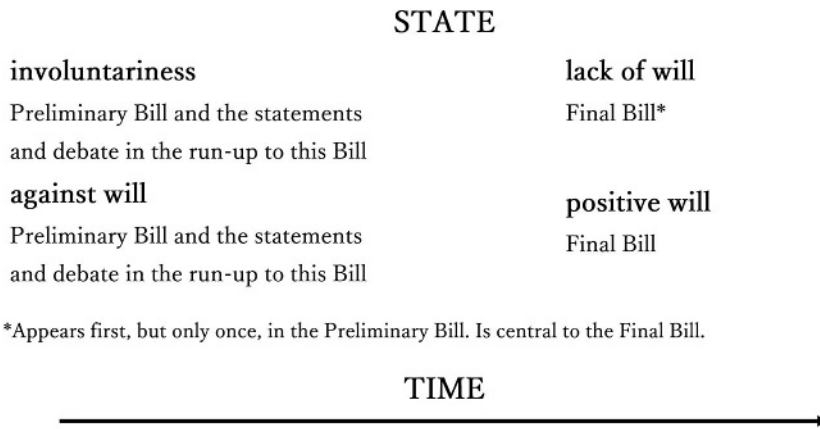 STATE
involuntariness
Preliminary Bill and the statements
and debate in the run-up to this Bill
against will
Preliminary Bill and the statements
and debate in the run-up to this Bill
lack of will
Final Bill*
positive will
Final Bill
*Appears first, but only once, in the Preliminary Bill. Is central to the Final Bill.
TIME